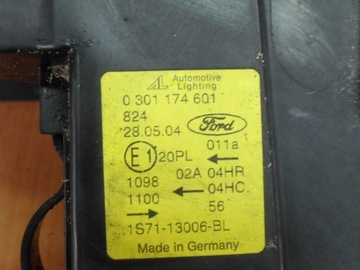 AL Automotive Lighting
0 301 174 601
824
28.05.04 Ford
011a
E1 20PL
1098 02A 04HR
1100 04HC
56
1S71-13006-BL
Made in Germany